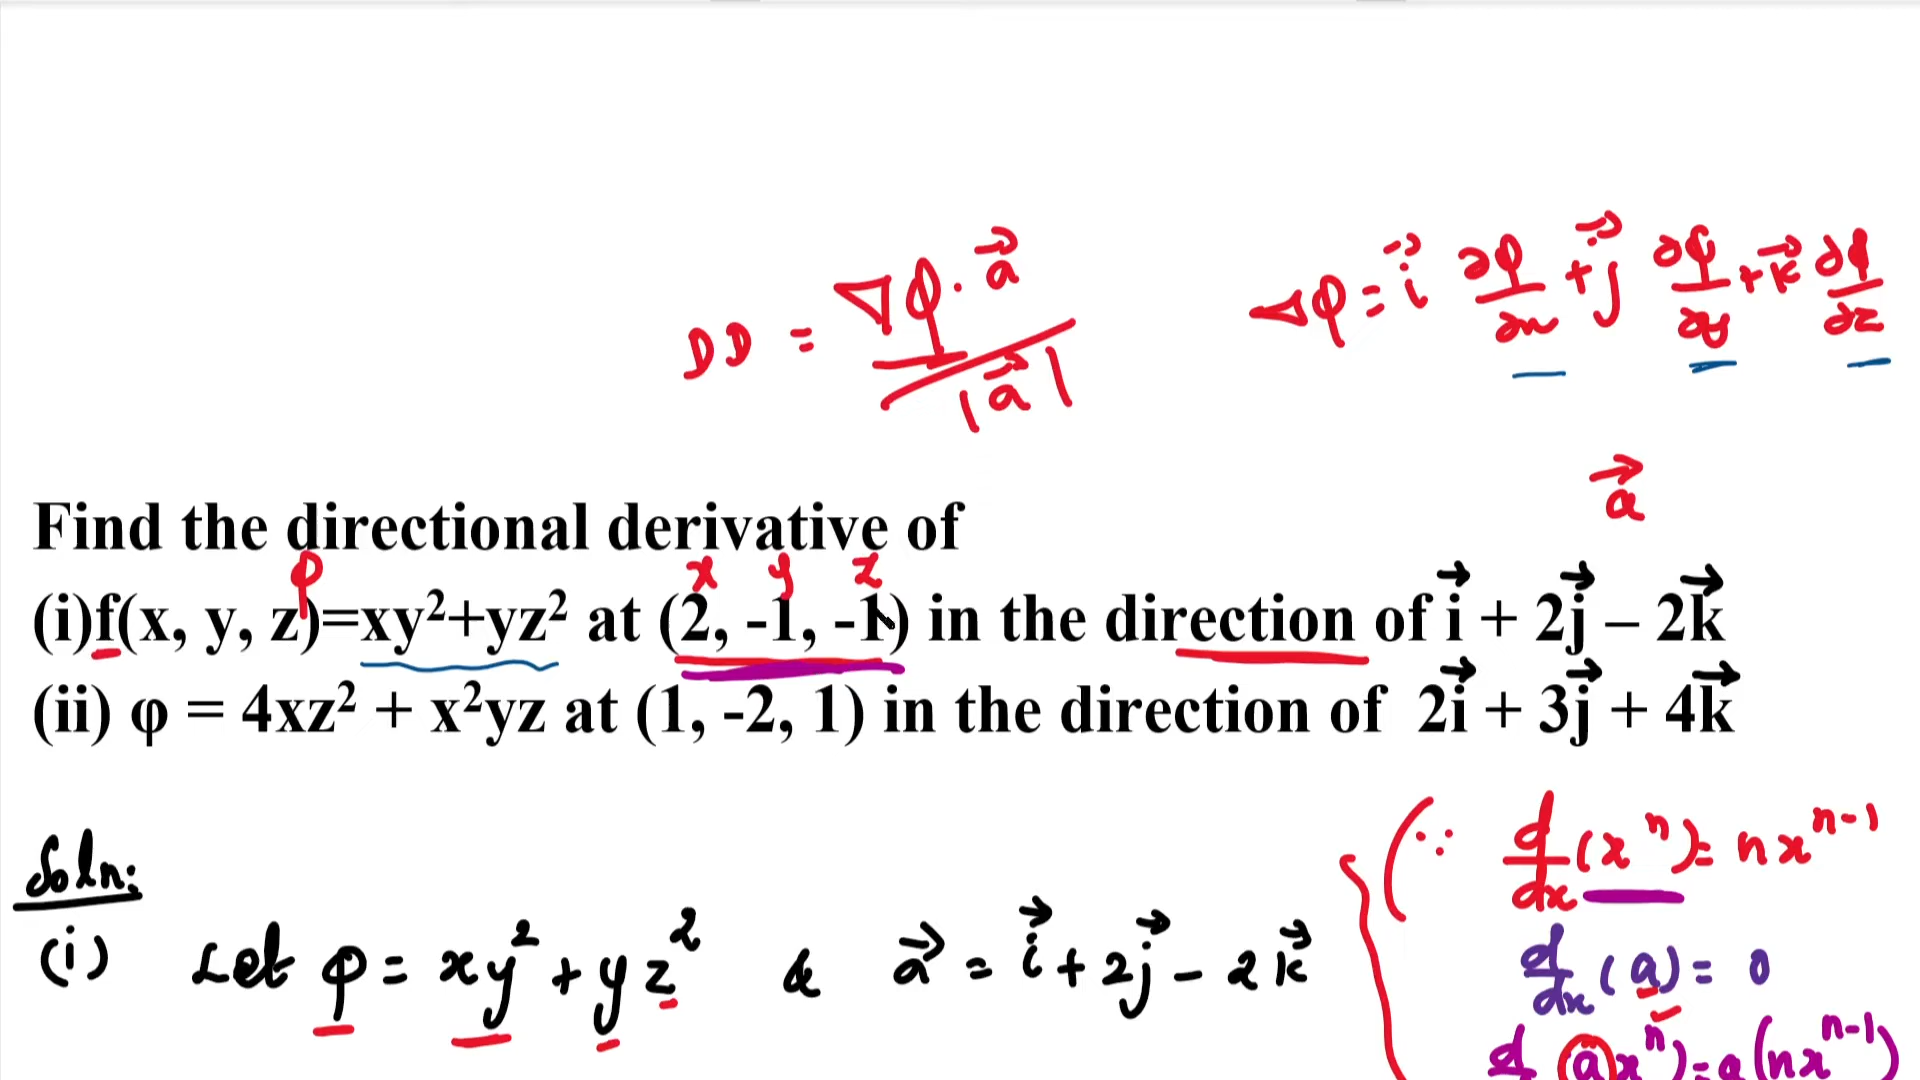 DD = ∇φ · a⃗ / |a⃗|
∇φ = i⃗ ∂φ/∂x + j⃗ ∂φ/∂y + k⃗ ∂φ/∂z
a⃗
Find the directional derivative of
φ x y z
(i)f(x, y, z)=xy²+yz² at (2, -1, -1) in the direction of i⃗ + 2j⃗ – 2k⃗
(ii) φ = 4xz² + x²yz at (1, -2, 1) in the direction of 2i⃗ + 3j⃗ + 4k⃗
Soln:
(∵ d/dx (xⁿ) = nxⁿ⁻¹
(i) Let φ = xy² + yz² & a⃗ = i⃗ + 2j⃗ - 2k⃗
d/dx (a) = 0
d (axⁿ) = a(nxⁿ⁻¹)